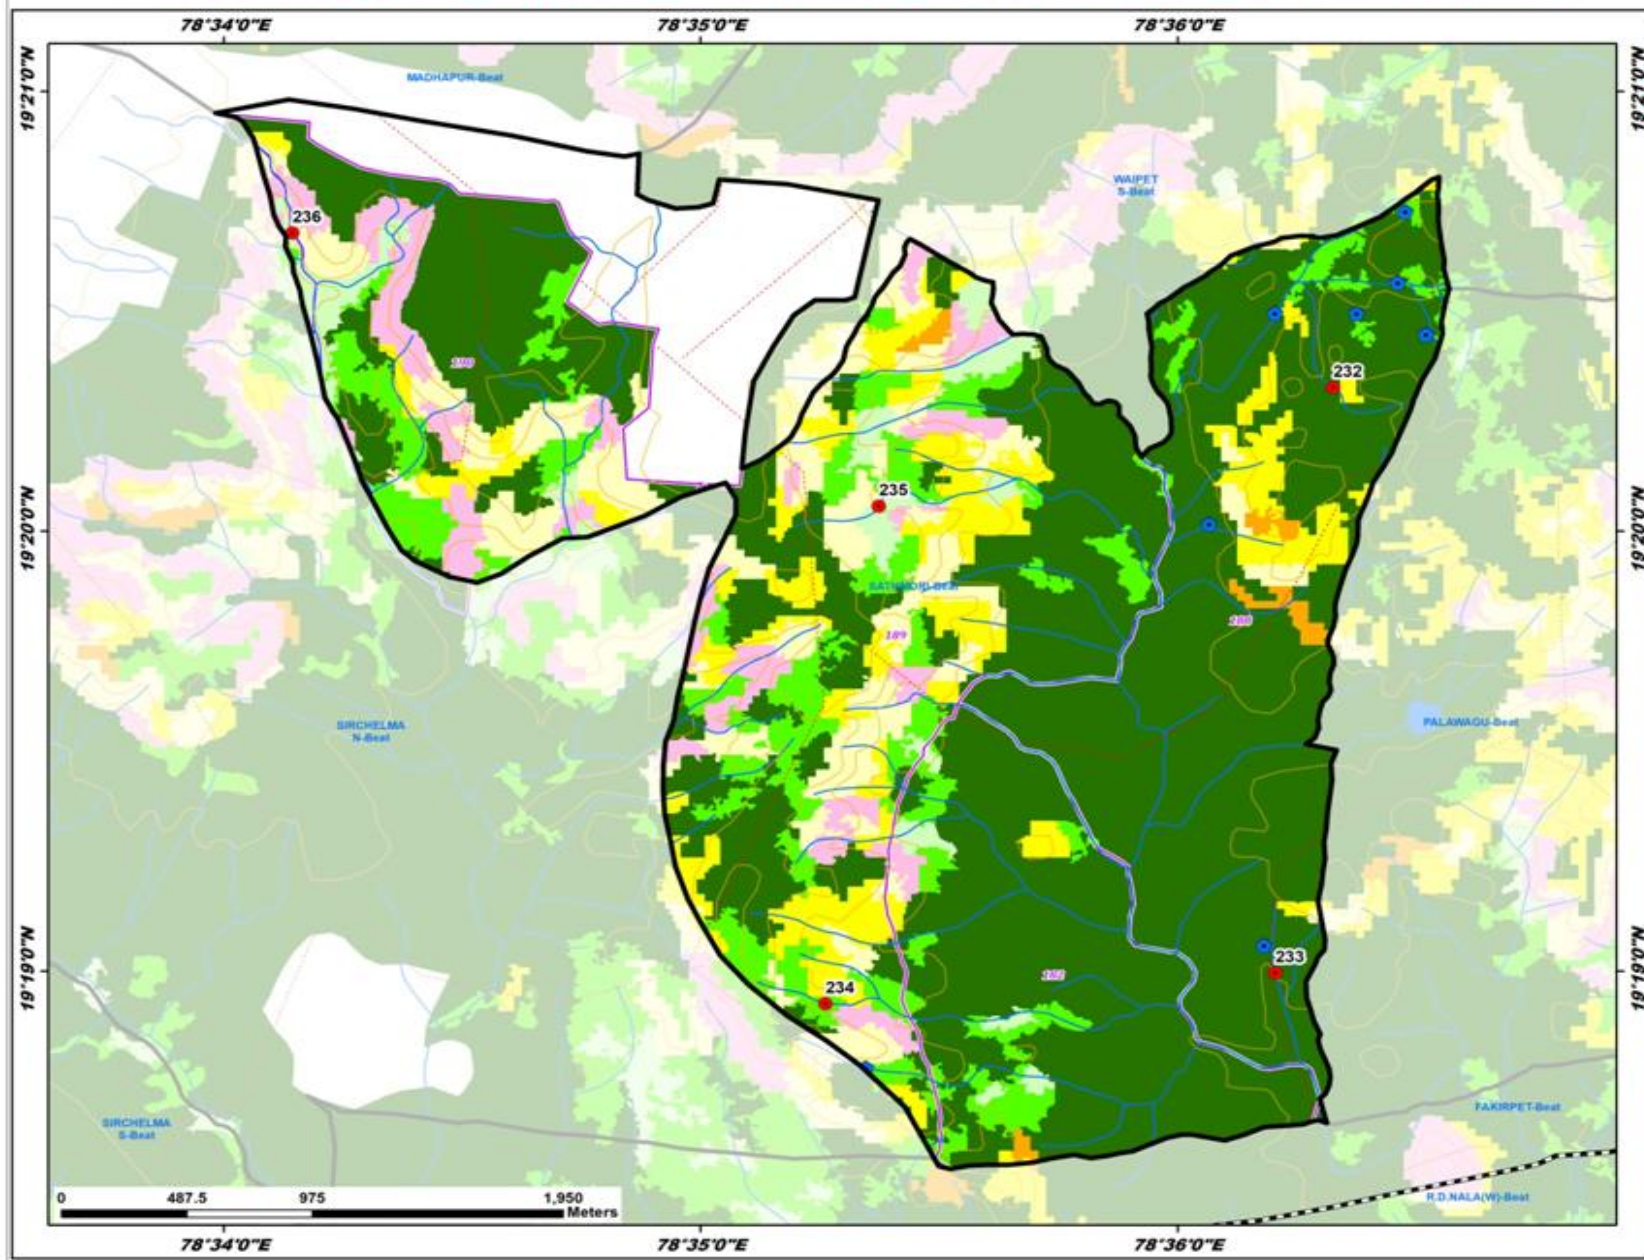 78°34'0"E
78°35'0"E
78°36'0"E
19°21'0"N
19°21'0"N
MADHAPUR-Beat
WAIPET
S-Beat
236
190
232
235
19°20'0"N
19°20'0"N
189
SIRCHELMA
N-Beat
PALAWAGU-Beat
233
182
234
19°19'0"N
19°19'0"N
SIRCHELMA
S-Beat
FAKIRPET-Beat
R.D.NALA(W)-Beat
0
487.5
975
1,950
Meters
78°34'0"E
78°35'0"E
78°36'0"E